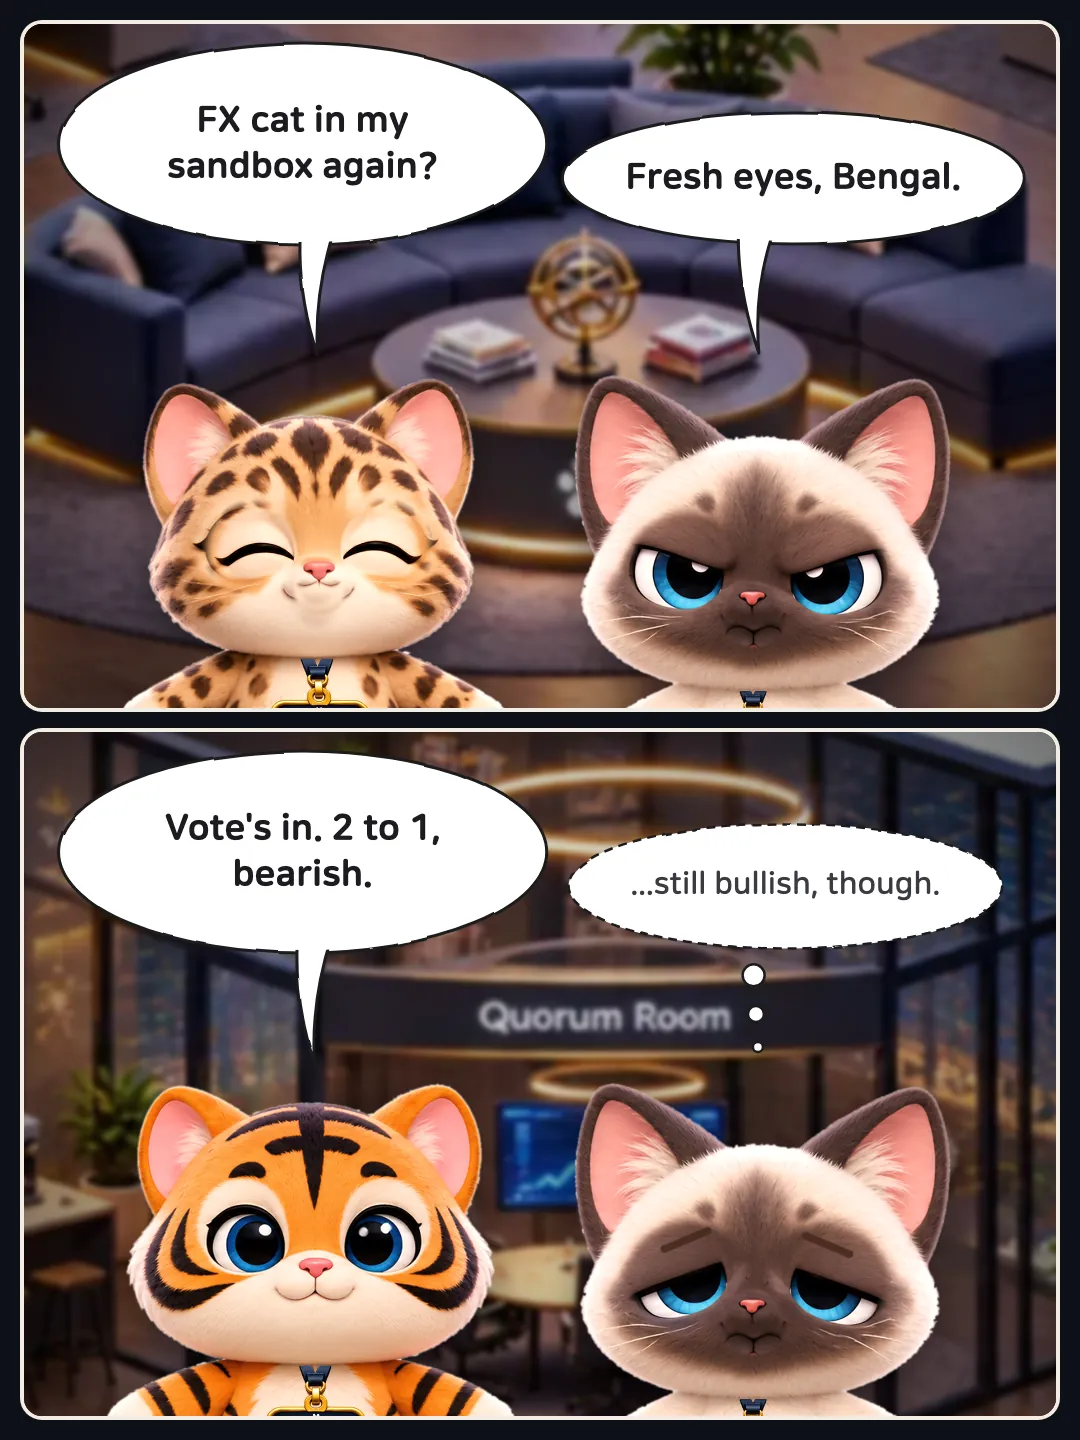 FX cat in my
sandbox again?
Fresh eyes, Bengal.
Vote's in. 2 to 1,
bearish.
...still bullish, though.
Quorum Room